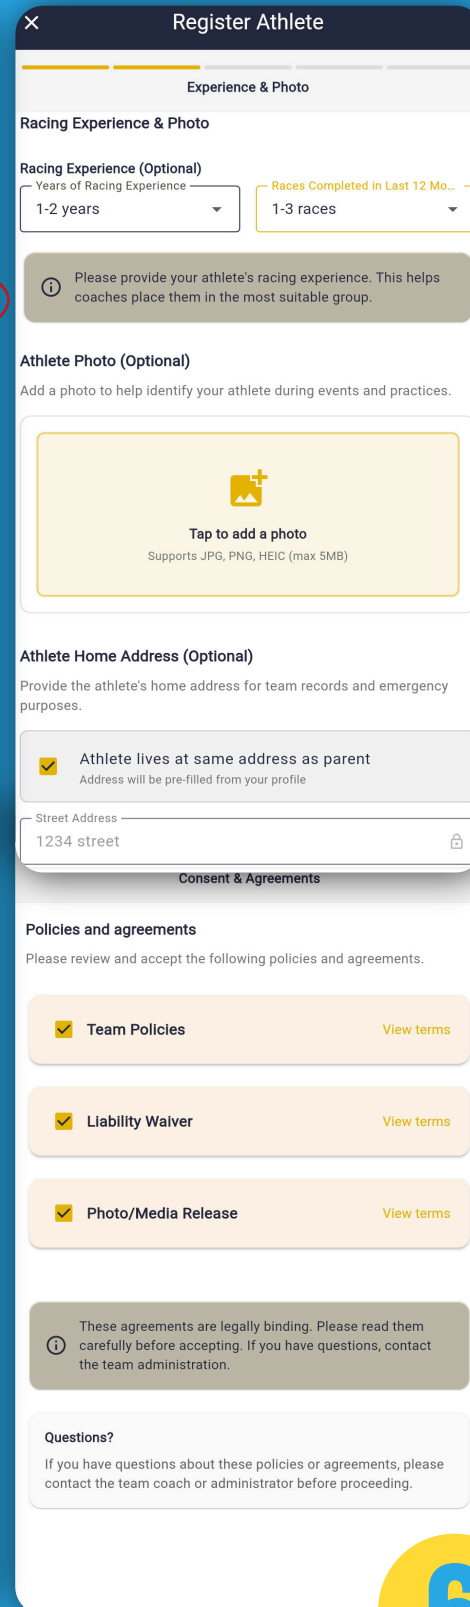 Register Athlete
Experience & Photo
Racing Experience & Photo
Racing Experience (Optional)
Years of Racing Experience
Races Completed in Last 12 Mo...
1-2 years
1-3 races
Please provide your athlete's racing experience. This helps
coaches place them in the most suitable group.
Athlete Photo (Optional)
Add a photo to help identify your athlete during events and practices.
Tap to add a photo
Supports JPG, PNG, HEIC (max 5MB)
Athlete Home Address (Optional)
Provide the athlete's home address for team records and emergency
purposes.
Athlete lives at same address as parent
Address will be pre-filled from your profile
Street Address
1234 street
Consent & Agreements
Policies and agreements
Please review and accept the following policies and agreements.
Team Policies
View terms
Liability Waiver
View terms
Photo/Media Release
View terms
These agreements are legally binding. Please read them
carefully before accepting. If you have questions, contact
the team administration.
Questions?
If you have questions about these policies or agreements, please
contact the team coach or administrator before proceeding.